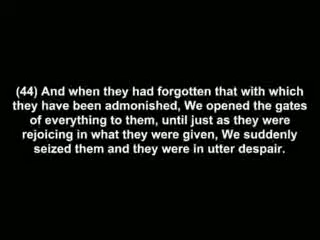 (44) And when they had forgotten that with which
they have been admonished, We opened the gates
of everything to them, until just as they were
rejoicing in what they were given, We suddenly
seized them and they were in utter despair.